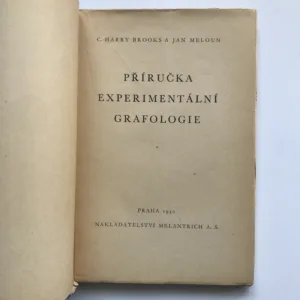 C. HARRY BROOKS A JAN MELOUN
PŘÍRUČKA
EXPERIMENTÁLNÍ
GRAFOLOGIE
PRAHA
NAKLADATELSTVÍ MELANTRICH A. S.